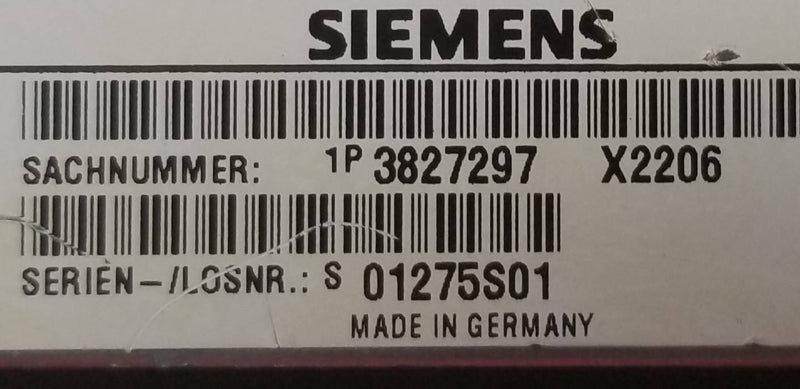 SIEMENS
SACHNUMMER: 1P 3827297 X2206
SERIEN-/LOSNR.: S 01275S01
MADE IN GERMANY